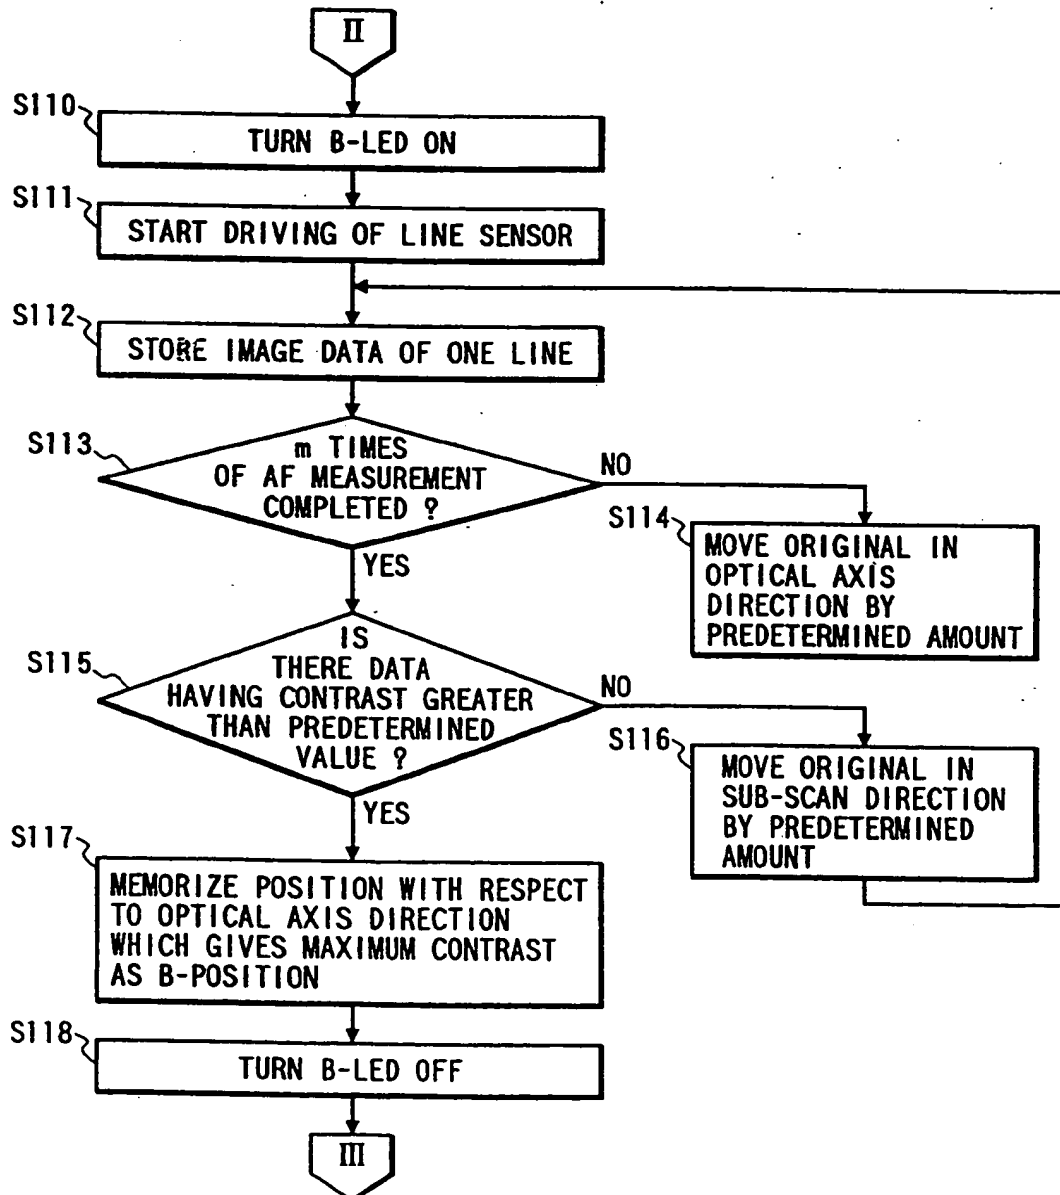 II
S110
TURN B-LED ON
S111
START DRIVING OF LINE SENSOR
S112
STORE IMAGE DATA OF ONE LINE
S113
m TIMES
OF AF MEASUREMENT
COMPLETED ?
NO
YES
S114
MOVE ORIGINAL IN
OPTICAL AXIS
DIRECTION BY
PREDETERMINED AMOUNT
S115
IS
THERE DATA
HAVING CONTRAST GREATER
THAN PREDETERMINED
VALUE ?
NO
YES
S116
MOVE ORIGINAL IN
SUB-SCAN DIRECTION
BY PREDETERMINED
AMOUNT
S117
MEMORIZE POSITION WITH RESPECT
TO OPTICAL AXIS DIRECTION
WHICH GIVES MAXIMUM CONTRAST
AS B-POSITION
S118
TURN B-LED OFF
III